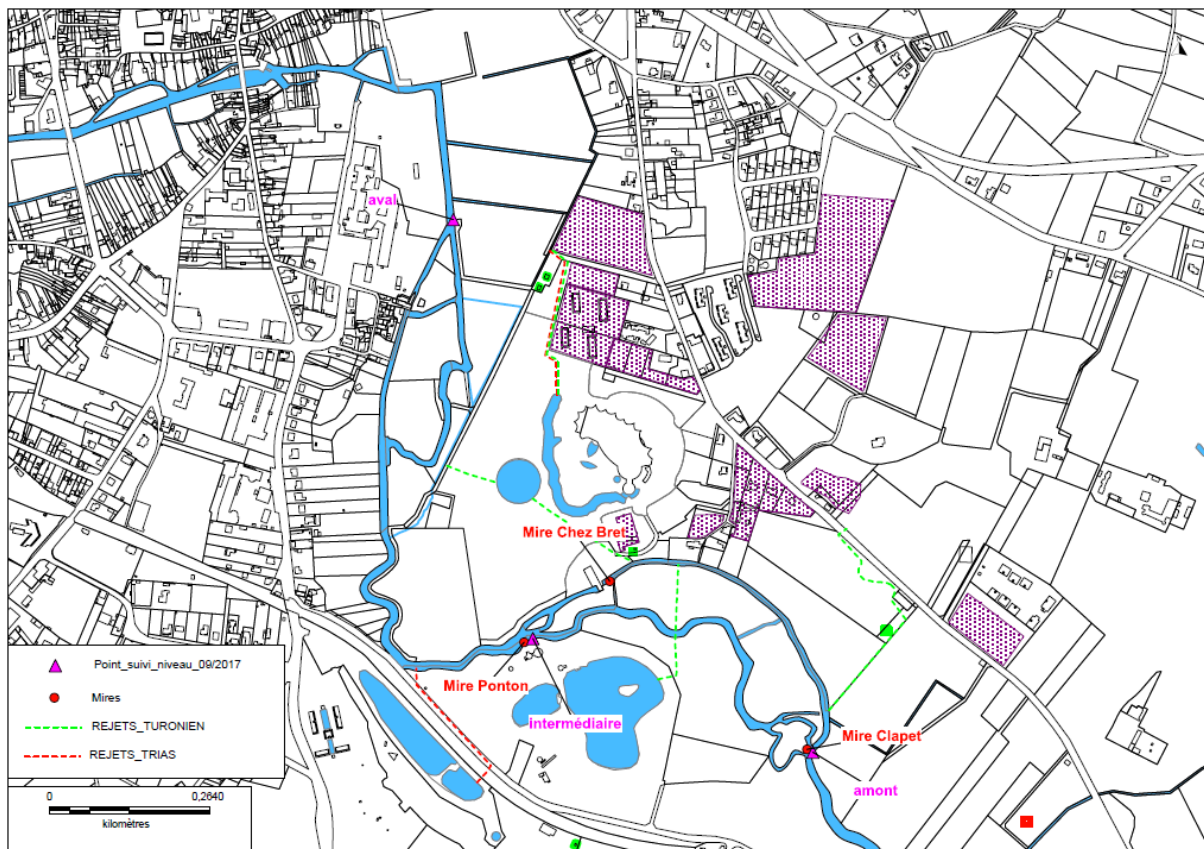 aval
Mire Chez Bret
Mire Ponton
intermédiaire
Mire Clapet
amont
Point_suivi_niveau_09/2017
Mires
REJETS_TURONIEN
REJETS_TRIAS
0 0,2640
kilomètres